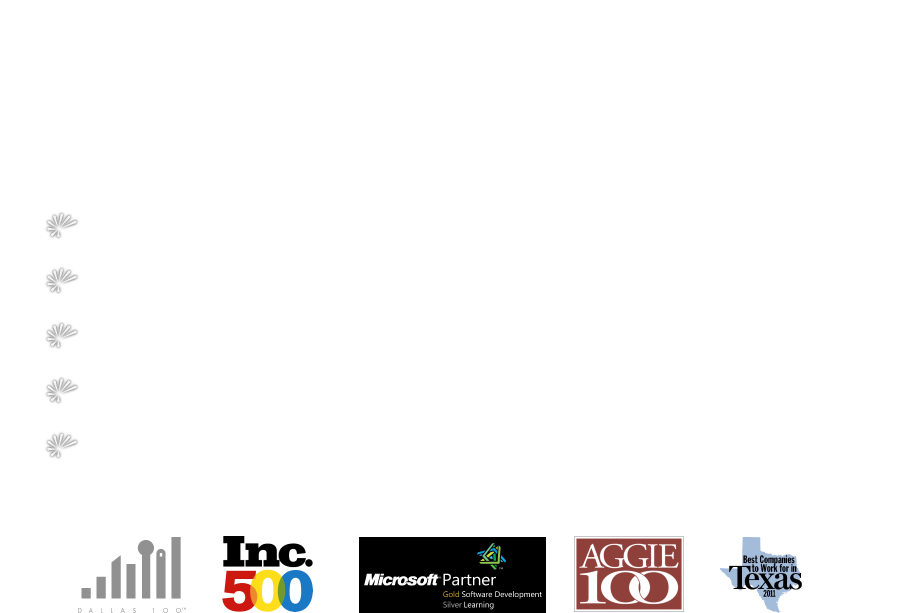 DALLAS 100™
Inc.
500
Microsoft Partner
Gold Software Development
Silver Learning
AGGIE
100
Best Companies
to Work for in
Texas
2011